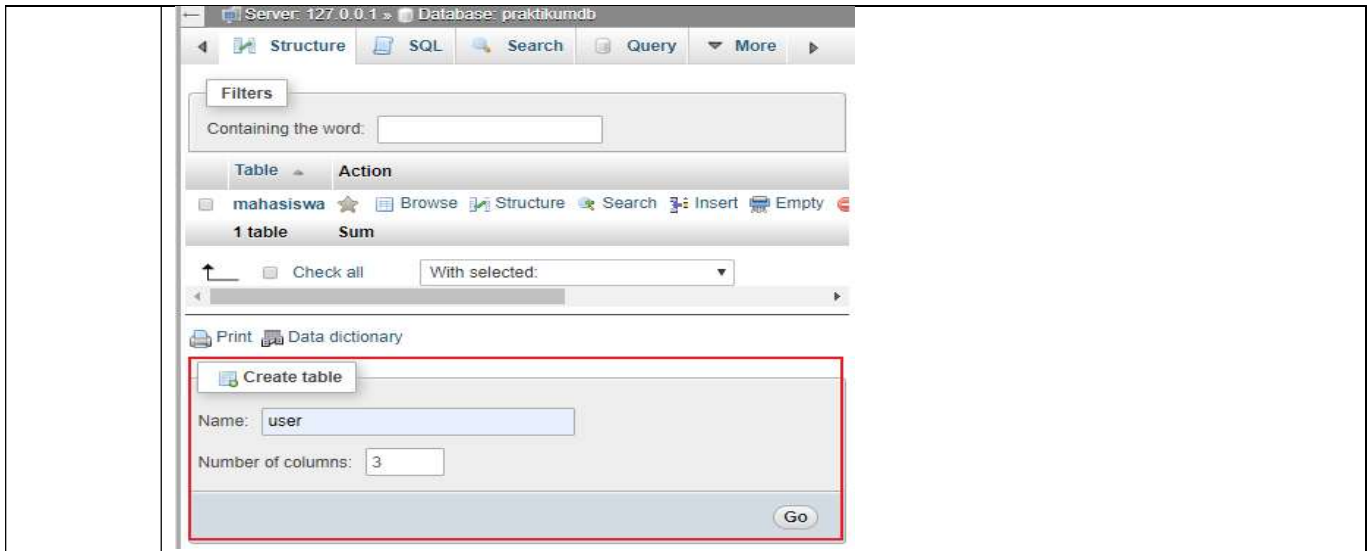 Server: 127.0.0.1 » Database: praktikumdb
Structure SQL Search Query More
Filters
Containing the word:
Table Action
mahasiswa Browse Structure Search Insert Empty
1 table Sum
Check all With selected:
Print Data dictionary
Create table
Name: user
Number of columns: 3
Go